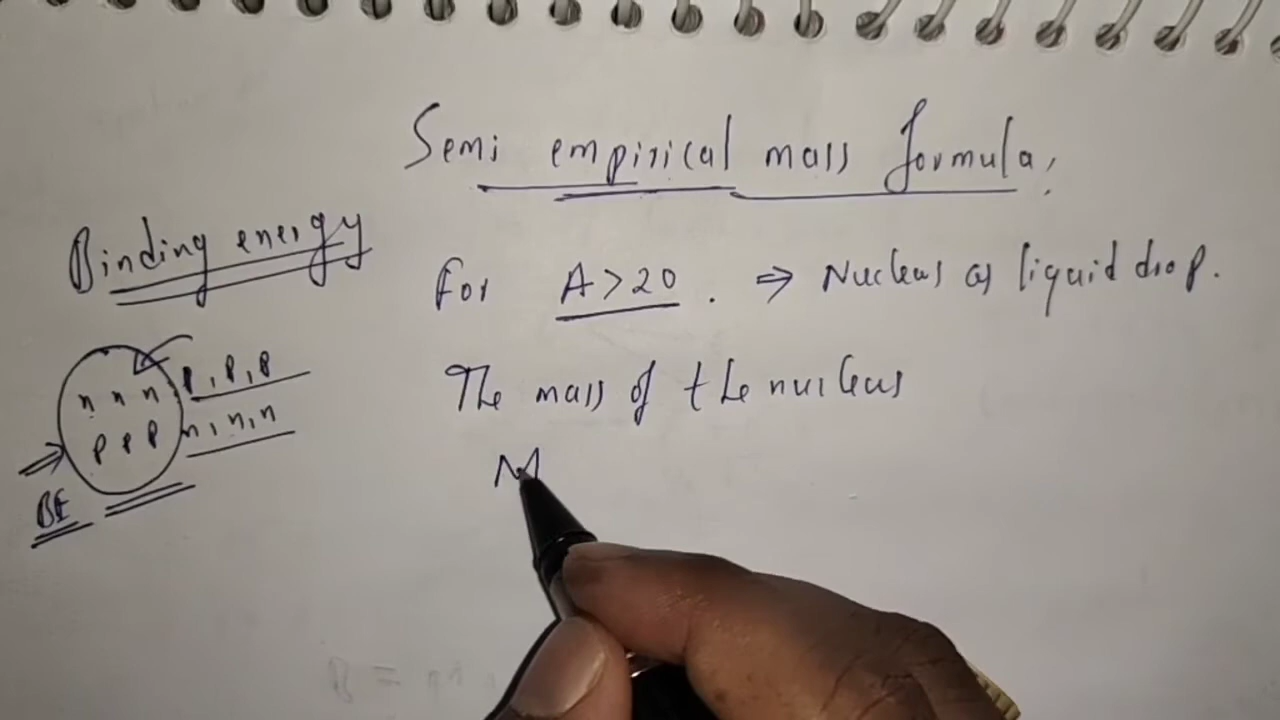 Semi empirical mass formula,
Binding energy
For A>20. ⇒ Nucleus as liquid drop.
n n n p, p, p
p p p n, n, n
BE
The mass of the nucleus
M